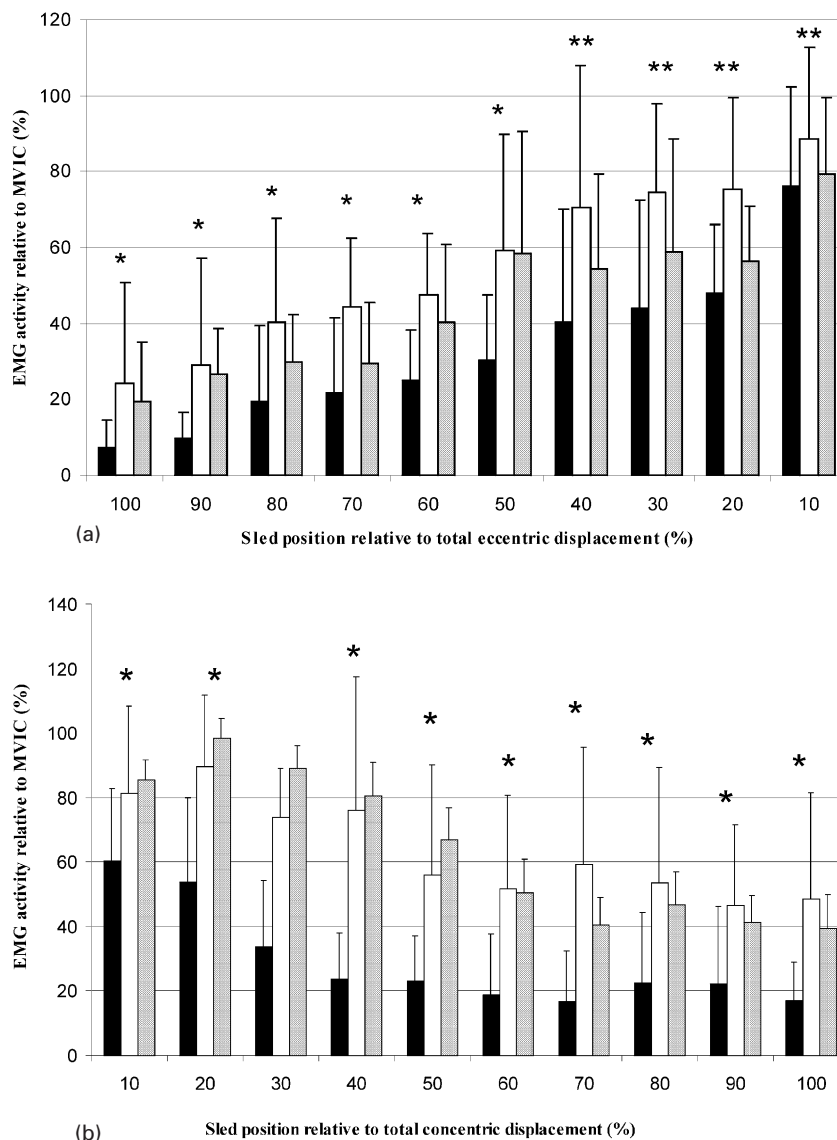 120
100
80
60
40
20
0
EMG activity relative to MVIC (%)
* * * * * * ** ** ** **
100 90 80 70 60 50 40 30 20 10
(a)
Sled position relative to total eccentric displacement (%)
140
120
100
80
60
40
20
0
EMG activity relative to MVIC (%)
* * * * * * * * *
10 20 30 40 50 60 70 80 90 100
(b)
Sled position relative to total concentric displacement (%)